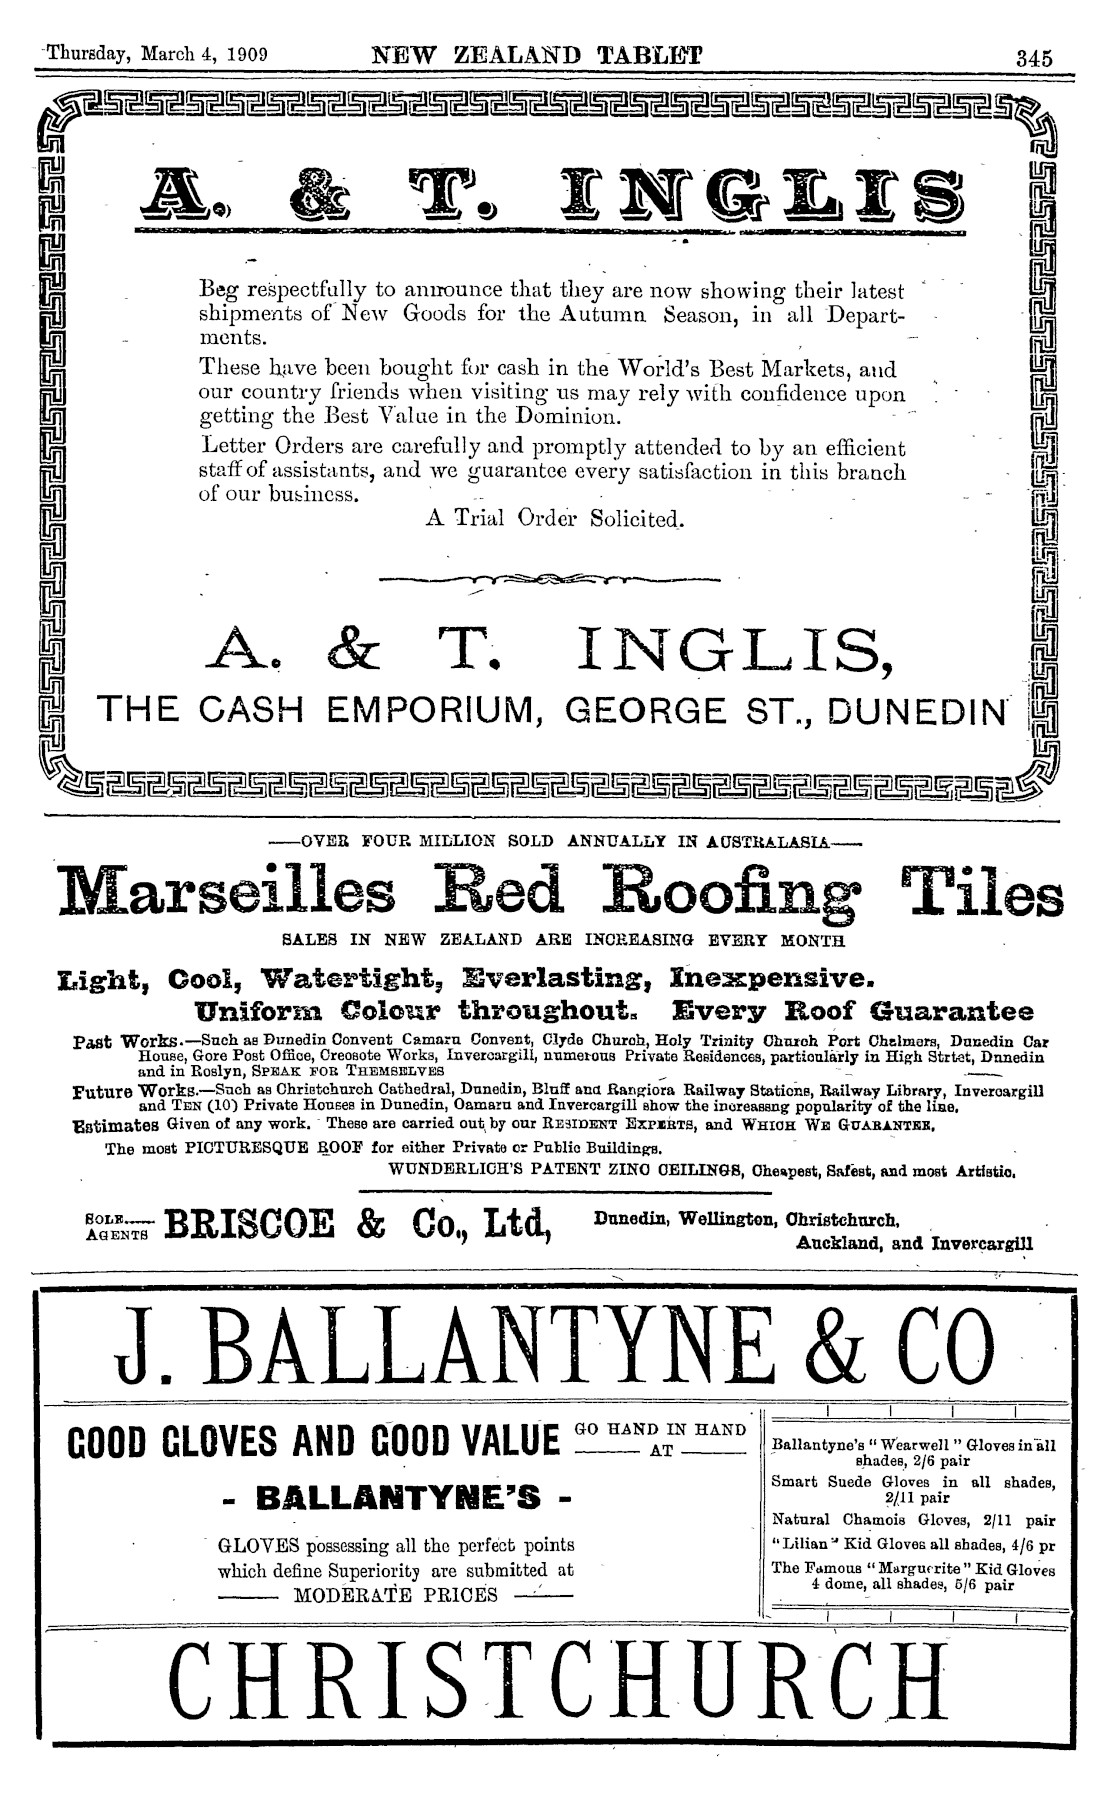 Thursday, March 4, 1909 NEW ZEALAND TABLET 345
A. & T. INGLIS
Beg respectfully to announce that they are now showing their latest
shipments of New Goods for the Autumn Season, in all Depart-
ments.
These have been bought for cash in the World's Best Markets, and
our country friends when visiting us may rely with confidence upon
getting the Best Value in the Dominion.
Letter Orders are carefully and promptly attended to by an efficient
staff of assistants, and we guarantee every satisfaction in this branch
of our business.
A Trial Order Solicited.
A. & T. INGLIS,
THE CASH EMPORIUM, GEORGE ST., DUNEDIN
—OVER FOUR MILLION SOLD ANNUALLY IN AUSTRALASIA—
Marseilles Red Roofing Tiles
SALES IN NEW ZEALAND ARE INCREASING EVERY MONTH
Light, Cool, Watertight, Everlasting, Inexpensive.
Uniform Colour throughout. Every Roof Guarantee
Past Works.—Such as Dunedin Convent Camaru Convent, Clyde Church, Holy Trinity Church Port Chalmers, Dunedin Car
House, Gore Post Office, Creosote Works, Invercargill, numerous Private Residences, particularly in High Strtet, Dunedin
and in Roslyn, SPEAK FOR THEMSELVES
Future Works.—Such as Christchurch Cathedral, Dunedin, Bluff and Rangiora Railway Stations, Railway Library, Invercargill
and TEN (10) Private Houses in Dunedin, Oamaru and Invercargill show the increassng popularity of the line.
Estimates Given of any work. These are carried out by our RESIDENT EXPERTS, and WHICH WE GUARANTEE.
The most PICTURESQUE ROOF for either Private or Public Buildings.
WUNDERLICH'S PATENT ZINC CEILINGS, Cheapest, Safest, and most Artistic.
SOLE— AGENTS BRISCOE & Co., Ltd, Dunedin, Wellington, Christchurch,
Auckland, and Invercargill
J. BALLANTYNE & CO
GOOD GLOVES AND GOOD VALUE GO HAND IN HAND
— AT —
- BALLANTYNE'S -
GLOVES possessing all the perfect points
which define Superiority are submitted at
— MODERATE PRICES —
Ballantyne's "Wearwell" Gloves in all
shades, 2/6 pair
Smart Suede Gloves in all shades,
2/11 pair
Natural Chamois Gloves, 2/11 pair
"Lilian" Kid Gloves all shades, 4/6 pr
The Famous "Marguerite" Kid Gloves
4 dome, all shades, 5/6 pair
CHRISTCHURCH